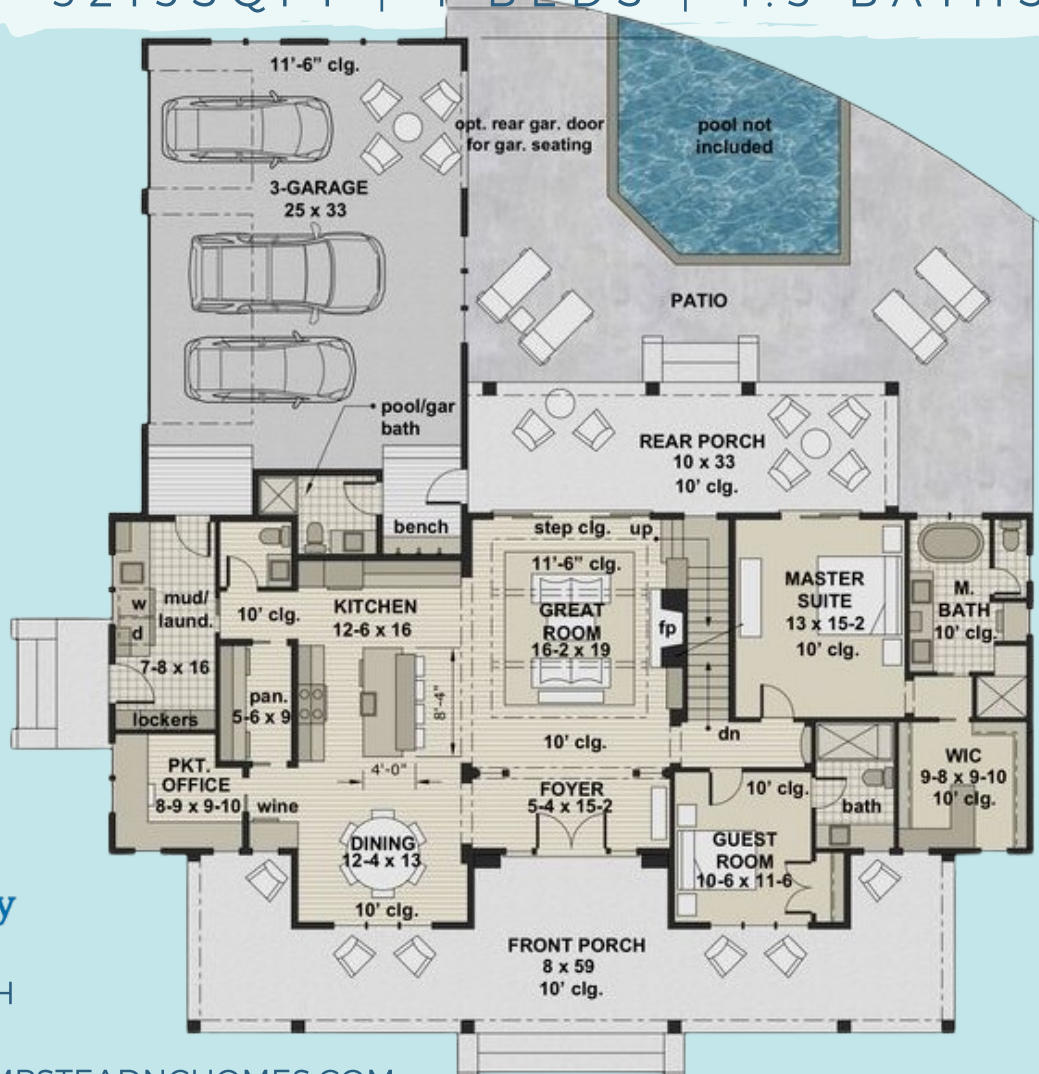 11'-6" clg.
opt. rear gar. door
for gar. seating
pool not
included
3-GARAGE
25 x 33
PATIO
pool/gar
bath
REAR PORCH
10 x 33
10' clg.
bench
step clg.
up
11'-6" clg.
GREAT
ROOM
16-2 x 19
fp
MASTER
SUITE
13 x 15-2
10' clg.
M.
BATH
10' clg.
w
d
mud/
laund.
7-8 x 16
lockers
10' clg.
KITCHEN
12-6 x 16
pan.
5-6 x 9
8'-4"
4'-0"
10' clg.
dn
PKT.
OFFICE
8-9 x 9-10
wine
FOYER
5-4 x 15-2
10' clg.
bath
WIC
9-8 x 9-10
10' clg.
DINING
12-4 x 13
10' clg.
GUEST
ROOM
10-6 x 11-6
y
FRONT PORCH
8 x 59
10' clg.
H